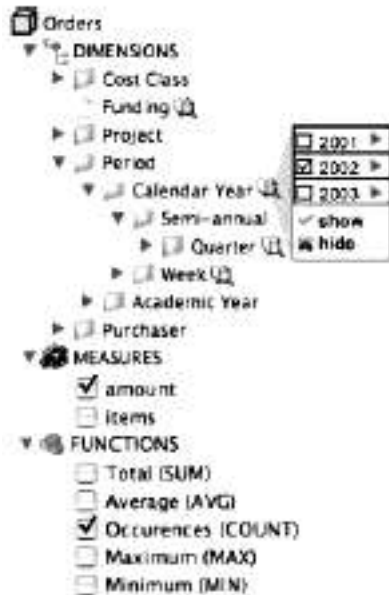 Orders
DIMENSIONS
Cost Class
Funding
Project
Period
Calendar Year
Semi-annual
Quarter
Week
Academic Year
Purchaser
MEASURES
amount
items
FUNCTIONS
Total (SUM)
Average (AVG)
Occurences (COUNT)
Maximum (MAX)
Minimum (MIN)
2001
2002
2003
show
hide